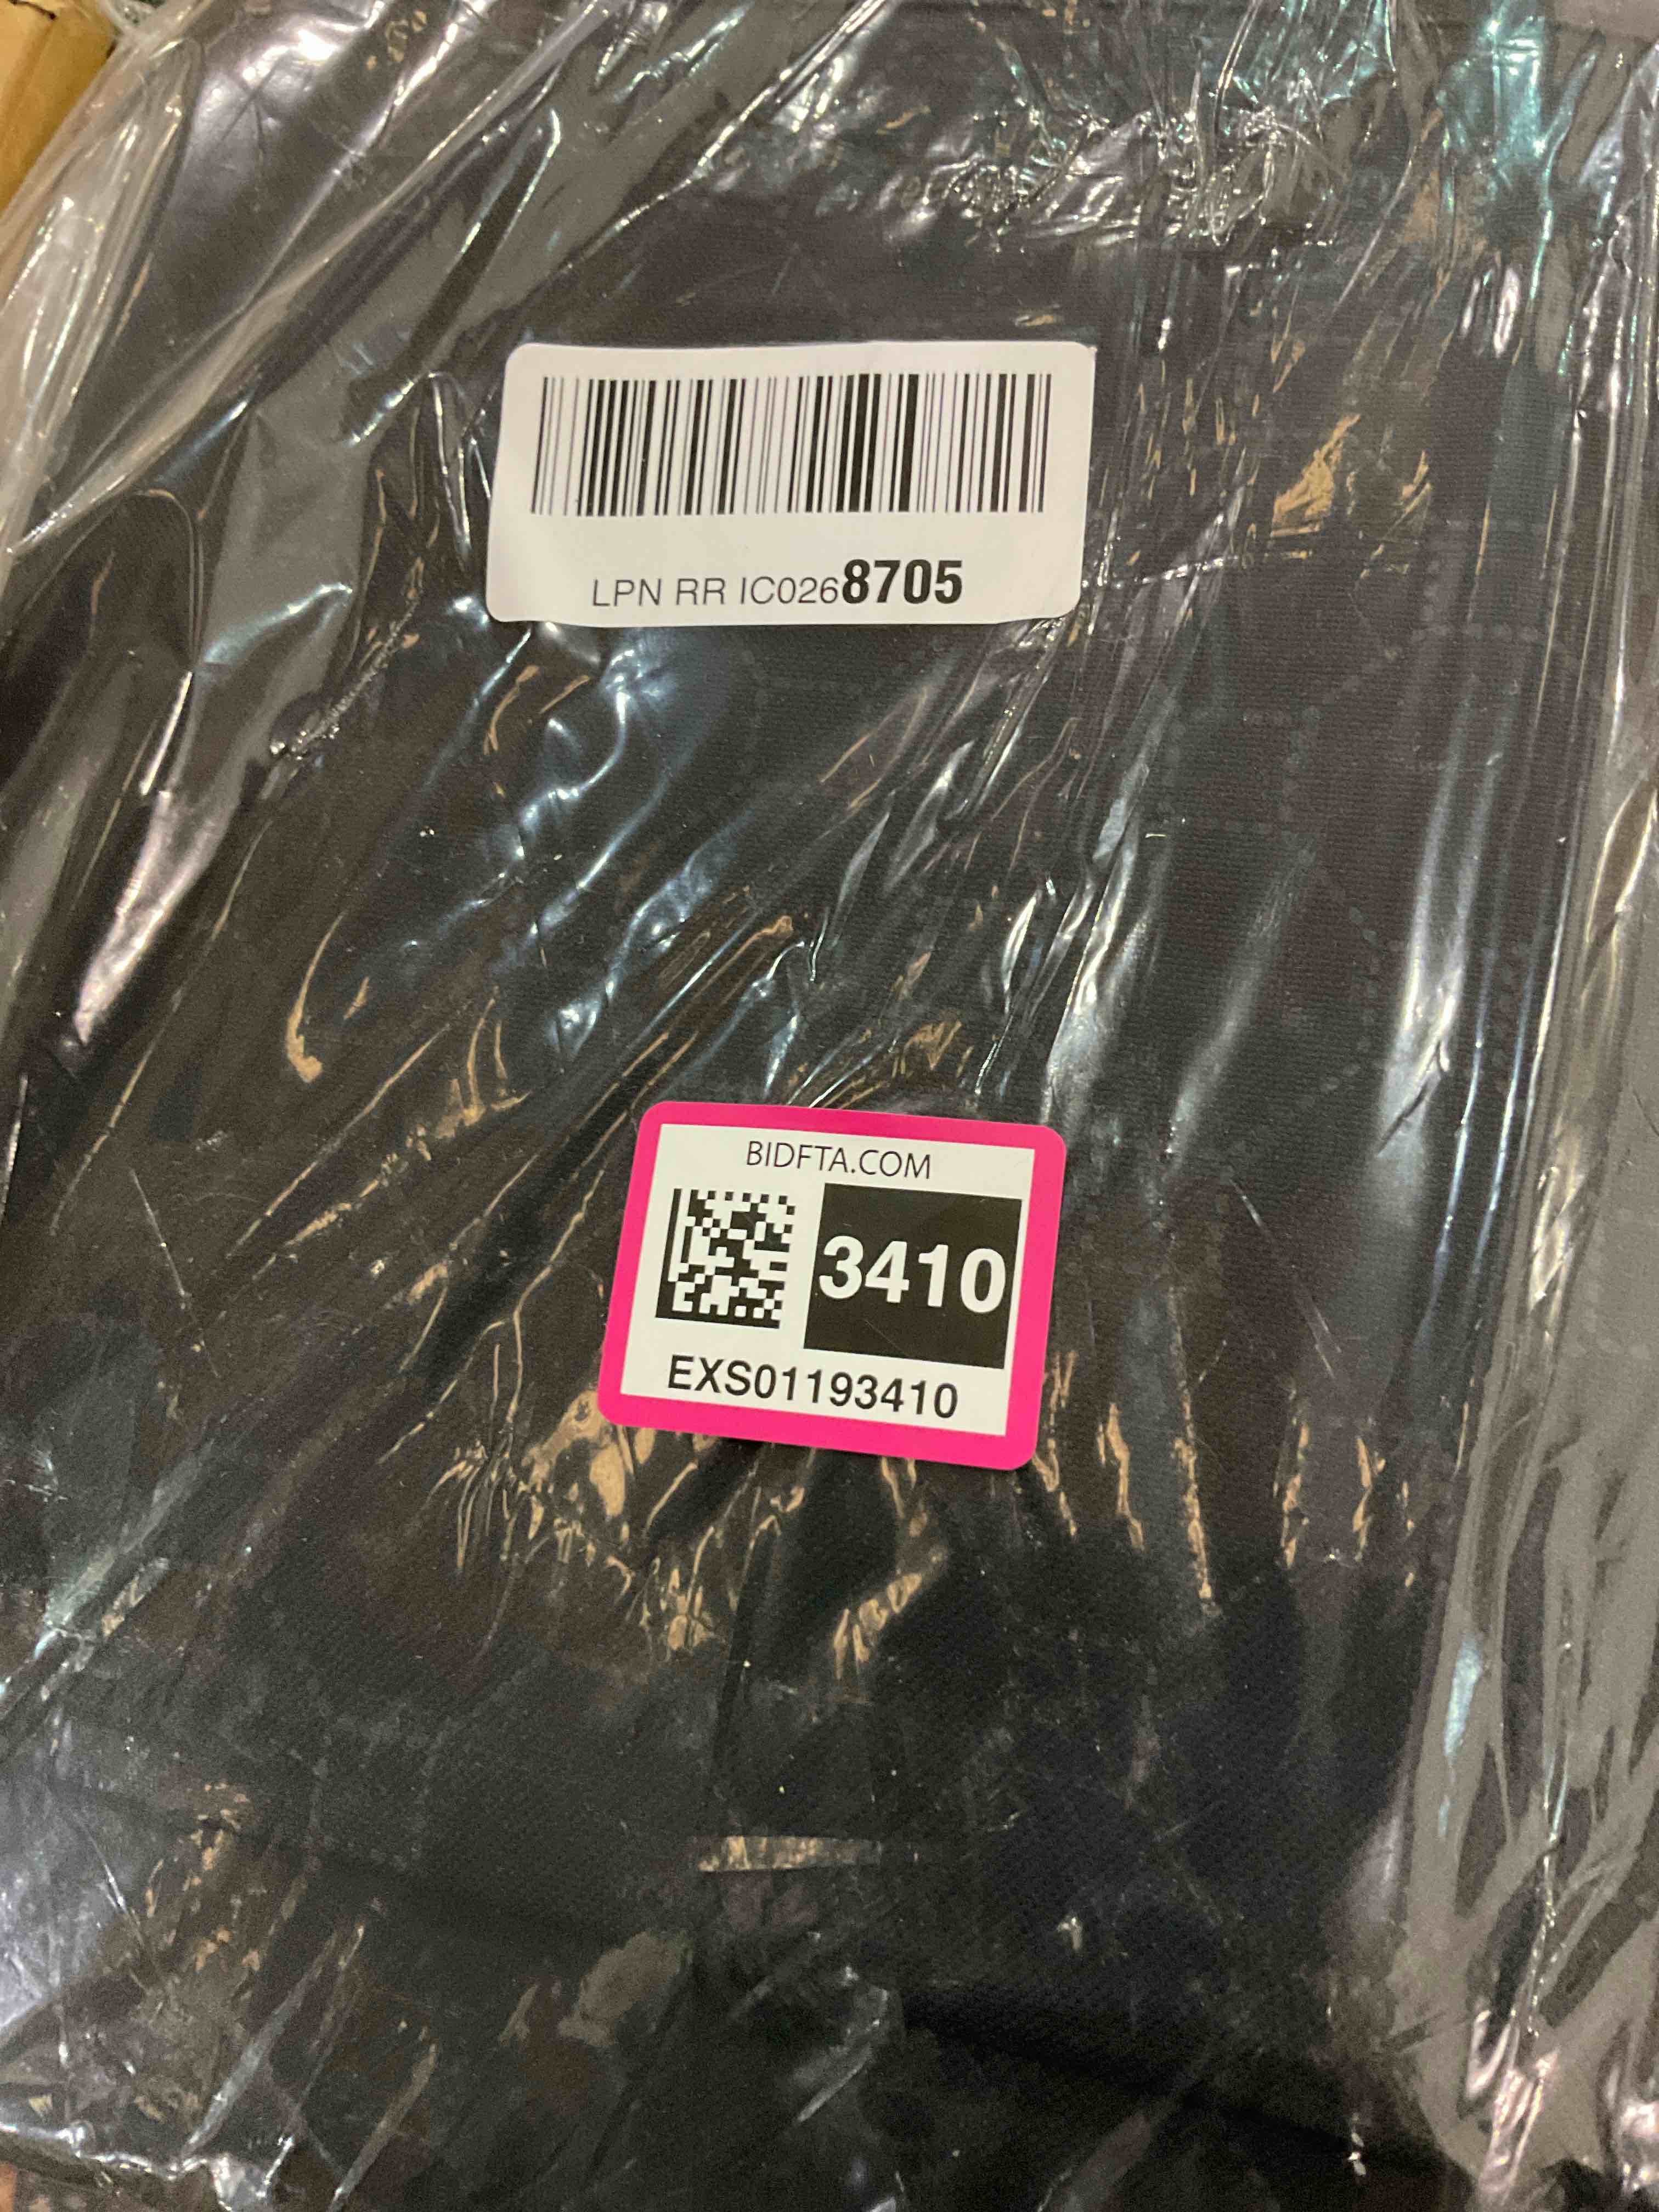 LPN RR IC0268705
BIDFTA.COM
3410
EXS01193410